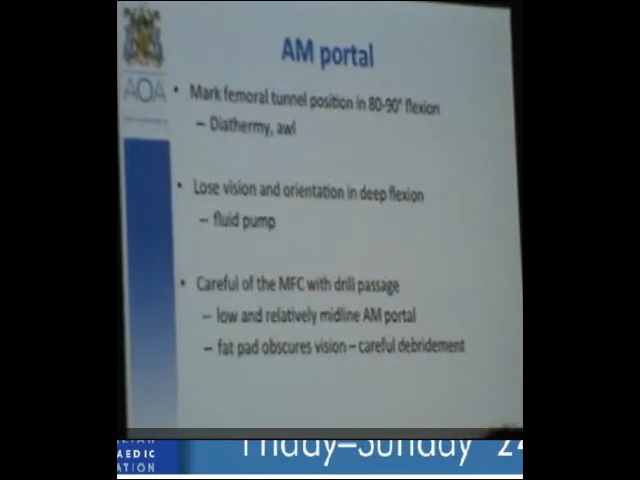 AM portal
AOA
• Mark femoral tunnel position in 80-90° flexion
– Diathermy, awl
• Lose vision and orientation in deep flexion
– fluid pump
• Careful of the MFC with drill passage
– low and relatively midline AM portal
– fat pad obscures vision – careful debridement
Friday–Sunday 24
AEDIC
ATION